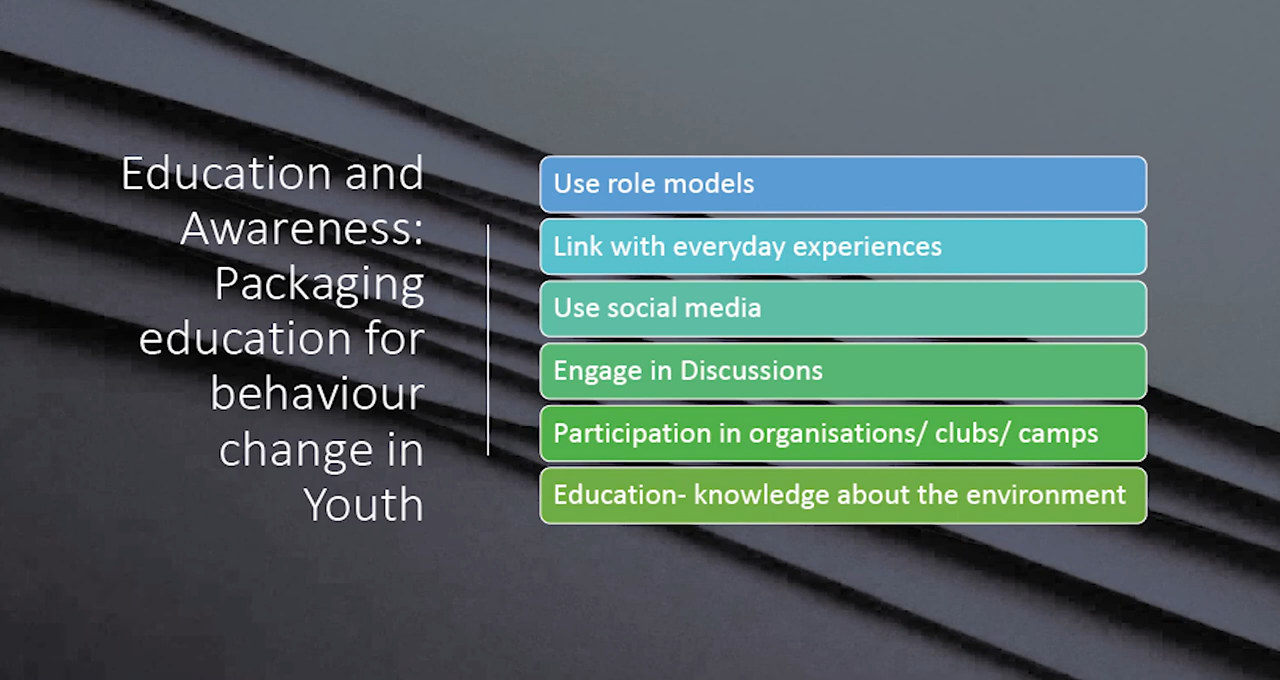 Education and
Awareness:
Packaging
education for
behaviour
change in
Youth
Use role models
Link with everyday experiences
Use social media
Engage in Discussions
Participation in organisations/ clubs/ camps
Education- knowledge about the environment